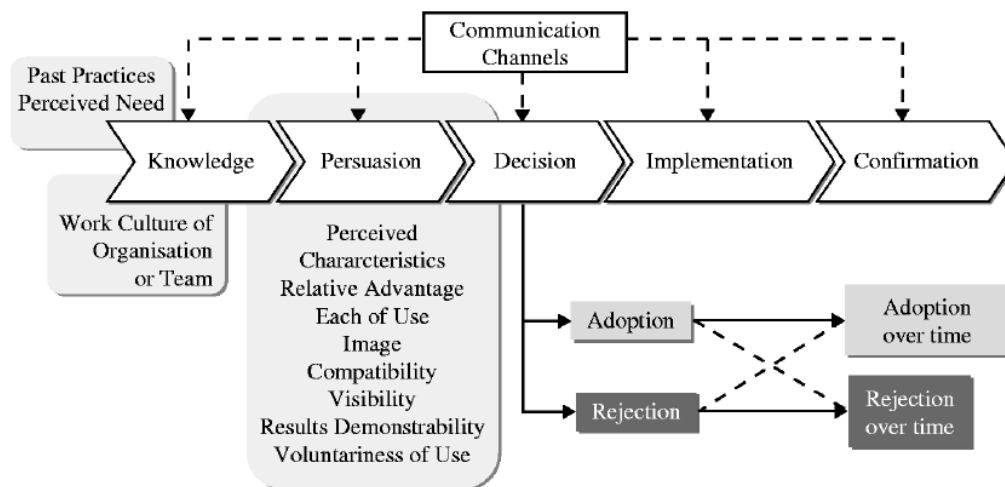 Communication
Channels
Past Practices
Perceived Need
Knowledge
Persuasion
Decision
Implementation
Confirmation
Work Culture of
Organisation
or Team
Perceived
Chararcteristics
Relative Advantage
Each of Use
Image
Compatibility
Visibility
Results Demonstrability
Voluntariness of Use
Adoption
Adoption
over time
Rejection
Rejection
over time